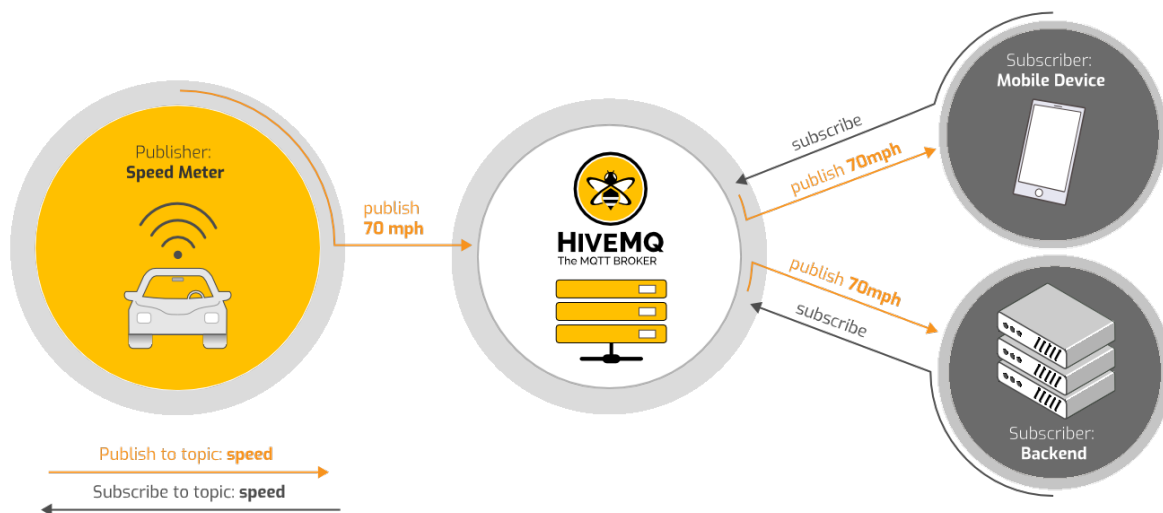 Publisher:
Speed Meter
publish
70 mph
HIVEMQ
The MQTT BROKER
subscribe
publish 70mph
publish 70mph
subscribe
Subscriber:
Mobile Device
Subscriber:
Backend
Publish to topic: speed
Subscribe to topic: speed